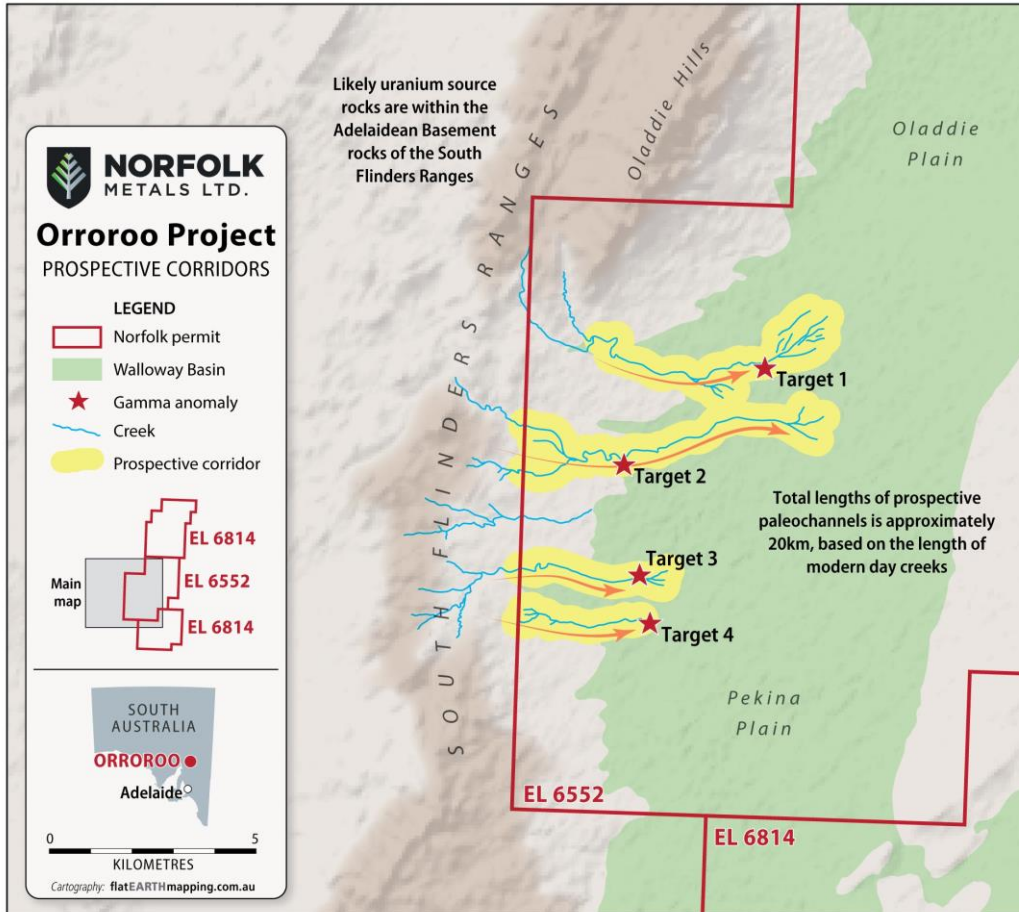 NORFOLK
METALS LTD.
Orroroo Project
PROSPECTIVE CORRIDORS
LEGEND
Norfolk permit
Walloway Basin
Gamma anomaly
Creek
Prospective corridor
EL 6814
Main
map
EL 6552
EL 6814
SOUTH
AUSTRALIA
ORROROO
Adelaide
0 5
KILOMETRES
Cartography: flatEARTHmapping.com.au
Likely uranium source
rocks are within the
Adelaidean Basement
rocks of the South
Flinders Ranges
Oladdie Hills
Oladdie
Plain
SOUTH FLINDERS RANGES
Target 1
Target 2
Total lengths of prospective
paleochannels is approximately
20km, based on the length of
modern day creeks
Target 3
Target 4
Pekina
Plain
EL 6552
EL 6814